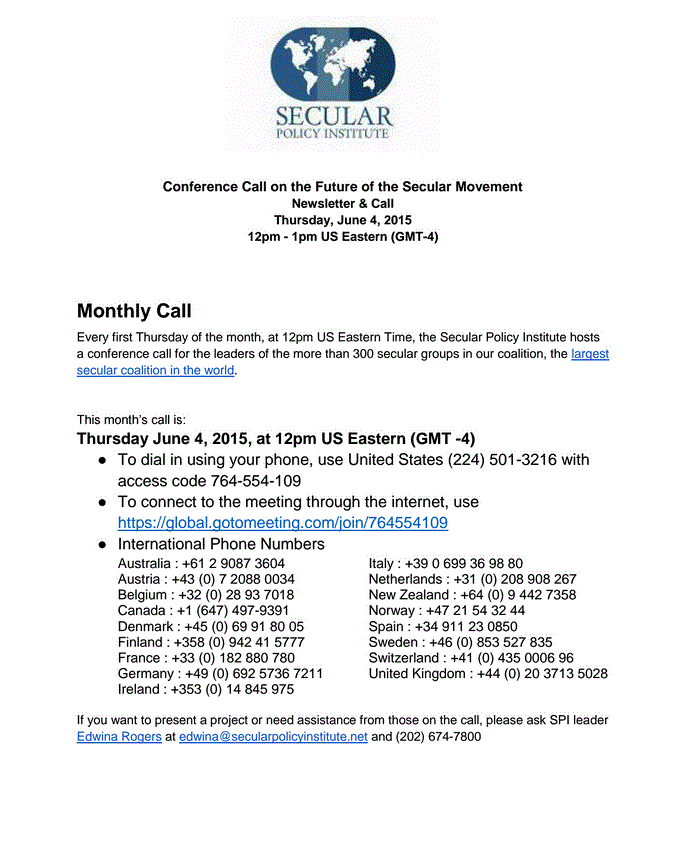 SECULAR
POLICY INSTITUTE
Conference Call on the Future of the Secular Movement
Newsletter & Call
Thursday, June 4, 2015
12pm - 1pm US Eastern (GMT-4)
Monthly Call
Every first Thursday of the month, at 12pm US Eastern Time, the Secular Policy Institute hosts
a conference call for the leaders of the more than 300 secular groups in our coalition, the largest
secular coalition in the world.
This month's call is:
Thursday June 4, 2015, at 12pm US Eastern (GMT -4)
● To dial in using your phone, use United States (224) 501-3216 with
access code 764-554-109
● To connect to the meeting through the internet, use
https://global.gotomeeting.com/join/764554109
● International Phone Numbers
Australia : +61 2 9087 3604
Austria : +43 (0) 7 2088 0034
Belgium : +32 (0) 28 93 7018
Canada : +1 (647) 497-9391
Denmark : +45 (0) 69 91 80 05
Finland : +358 (0) 942 41 5777
France : +33 (0) 182 880 780
Germany : +49 (0) 692 5736 7211
Ireland : +353 (0) 14 845 975
Italy : +39 0 699 36 98 80
Netherlands : +31 (0) 208 908 267
New Zealand : +64 (0) 9 442 7358
Norway : +47 21 54 32 44
Spain : +34 911 23 0850
Sweden : +46 (0) 853 527 835
Switzerland : +41 (0) 435 0006 96
United Kingdom : +44 (0) 20 3713 5028
If you want to present a project or need assistance from those on the call, please ask SPI leader
Edwina Rogers at edwina@secularpolicyinstitute.net and (202) 674-7800